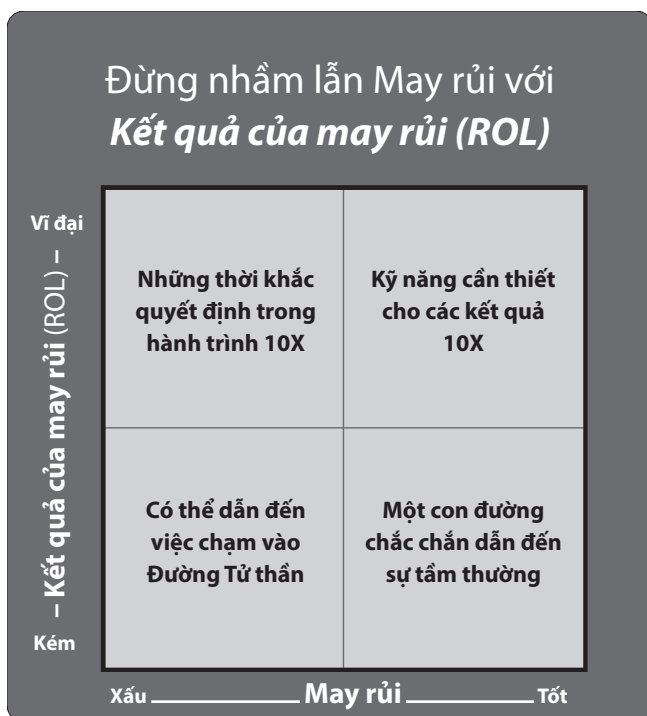 Đừng nhầm lẫn May rủi với
Kết quả của may rủi (ROL)
Vĩ đại
– Kết quả của may rủi (ROL) –
Kém
Những thời khắc
quyết định trong
hành trình 10X
Kỹ năng cần thiết
cho các kết quả
10X
Có thể dẫn đến
việc chạm vào
Đường Tử thần
Một con đường
chắc chắn dẫn đến
sự tầm thường
Xấu May rủi Tốt